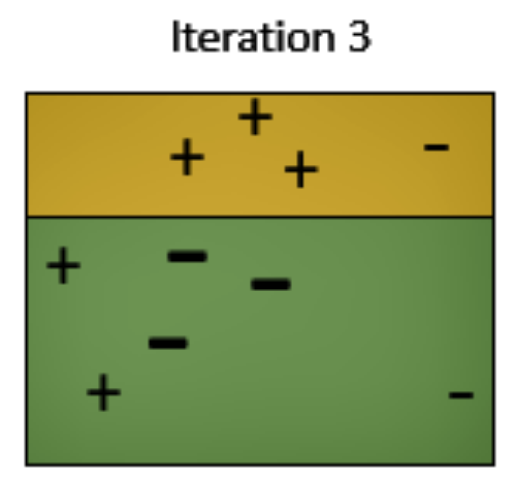 Iteration 3
+
+ + -
+ - -
-
+ -